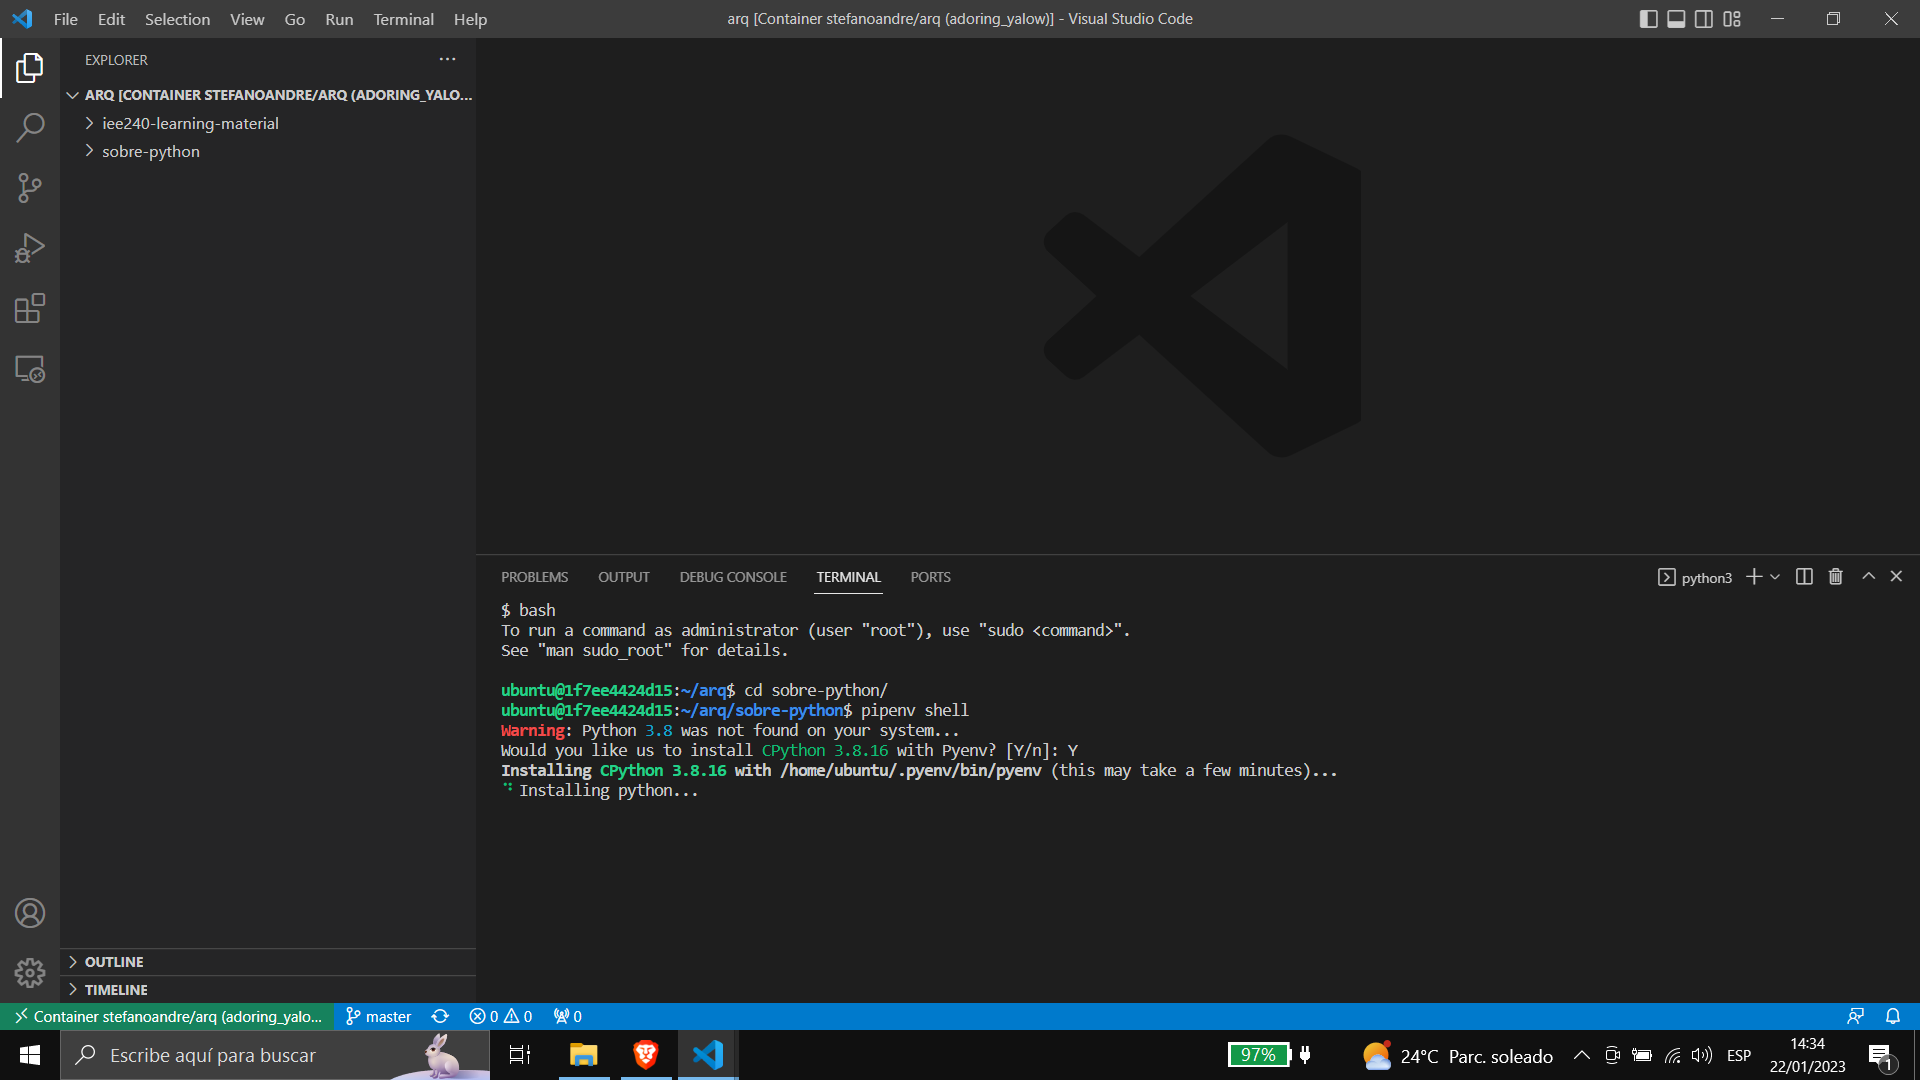 File Edit Selection View Go Run Terminal Help
arq [Container stefanoandre/arq (adoring_yalow)] - Visual Studio Code
EXPLORER
ARQ [CONTAINER STEFANOANDRE/ARQ (ADORING_YALO...
iee240-learning-material
sobre-python
PROBLEMS OUTPUT DEBUG CONSOLE TERMINAL PORTS
python3
$ bash
To run a command as administrator (user "root"), use "sudo <command>".
See "man sudo_root" for details.
ubuntu@1f7ee4424d15:~/arq$ cd sobre-python/
ubuntu@1f7ee4424d15:~/arq/sobre-python$ pipenv shell
Warning: Python 3.8 was not found on your system...
Would you like us to install CPython 3.8.16 with Pyenv? [Y/n]: Y
Installing CPython 3.8.16 with /home/ubuntu/.pyenv/bin/pyenv (this may take a few minutes)...
Installing python...
OUTLINE
TIMELINE
Container stefanoandre/arq (adoring_yalo... master 0 0 0
Escribe aquí para buscar
97%
24°C Parc. soleado
ESP
14:34
22/01/2023
1